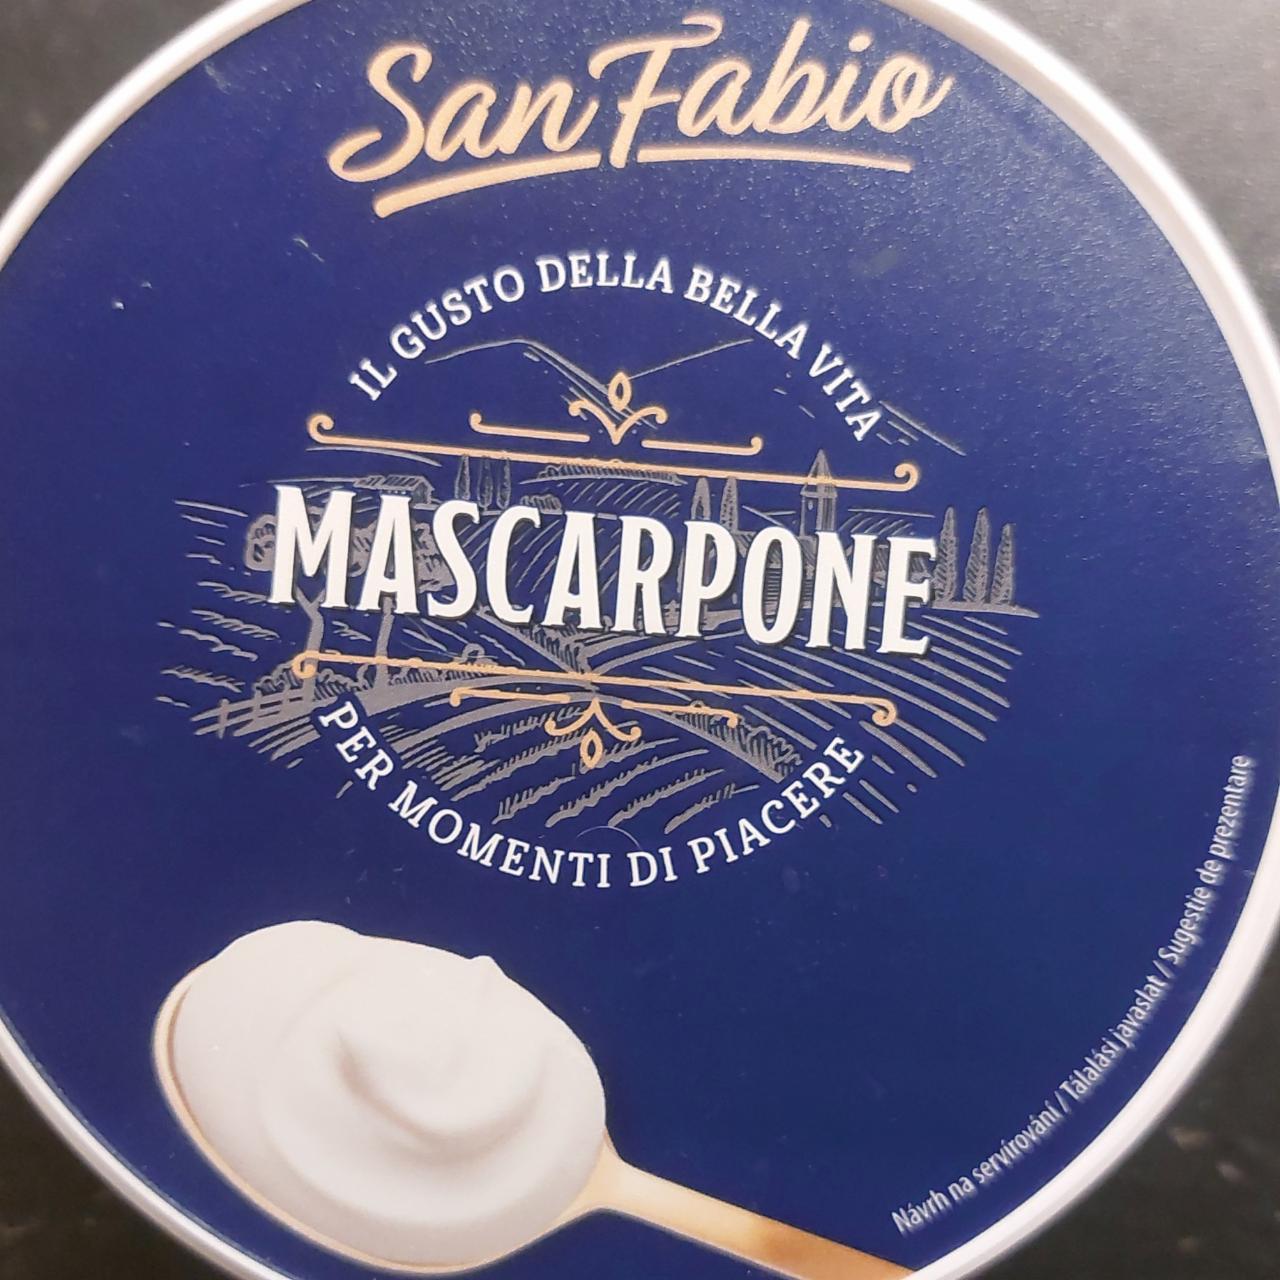 San Fabio
IL GUSTO DELLA BELLA VITA
MASCARPONE
PER MOMENTI DI PIACERE
Návrh na servírování / Tálalási javaslat / Sugestie de prezentare